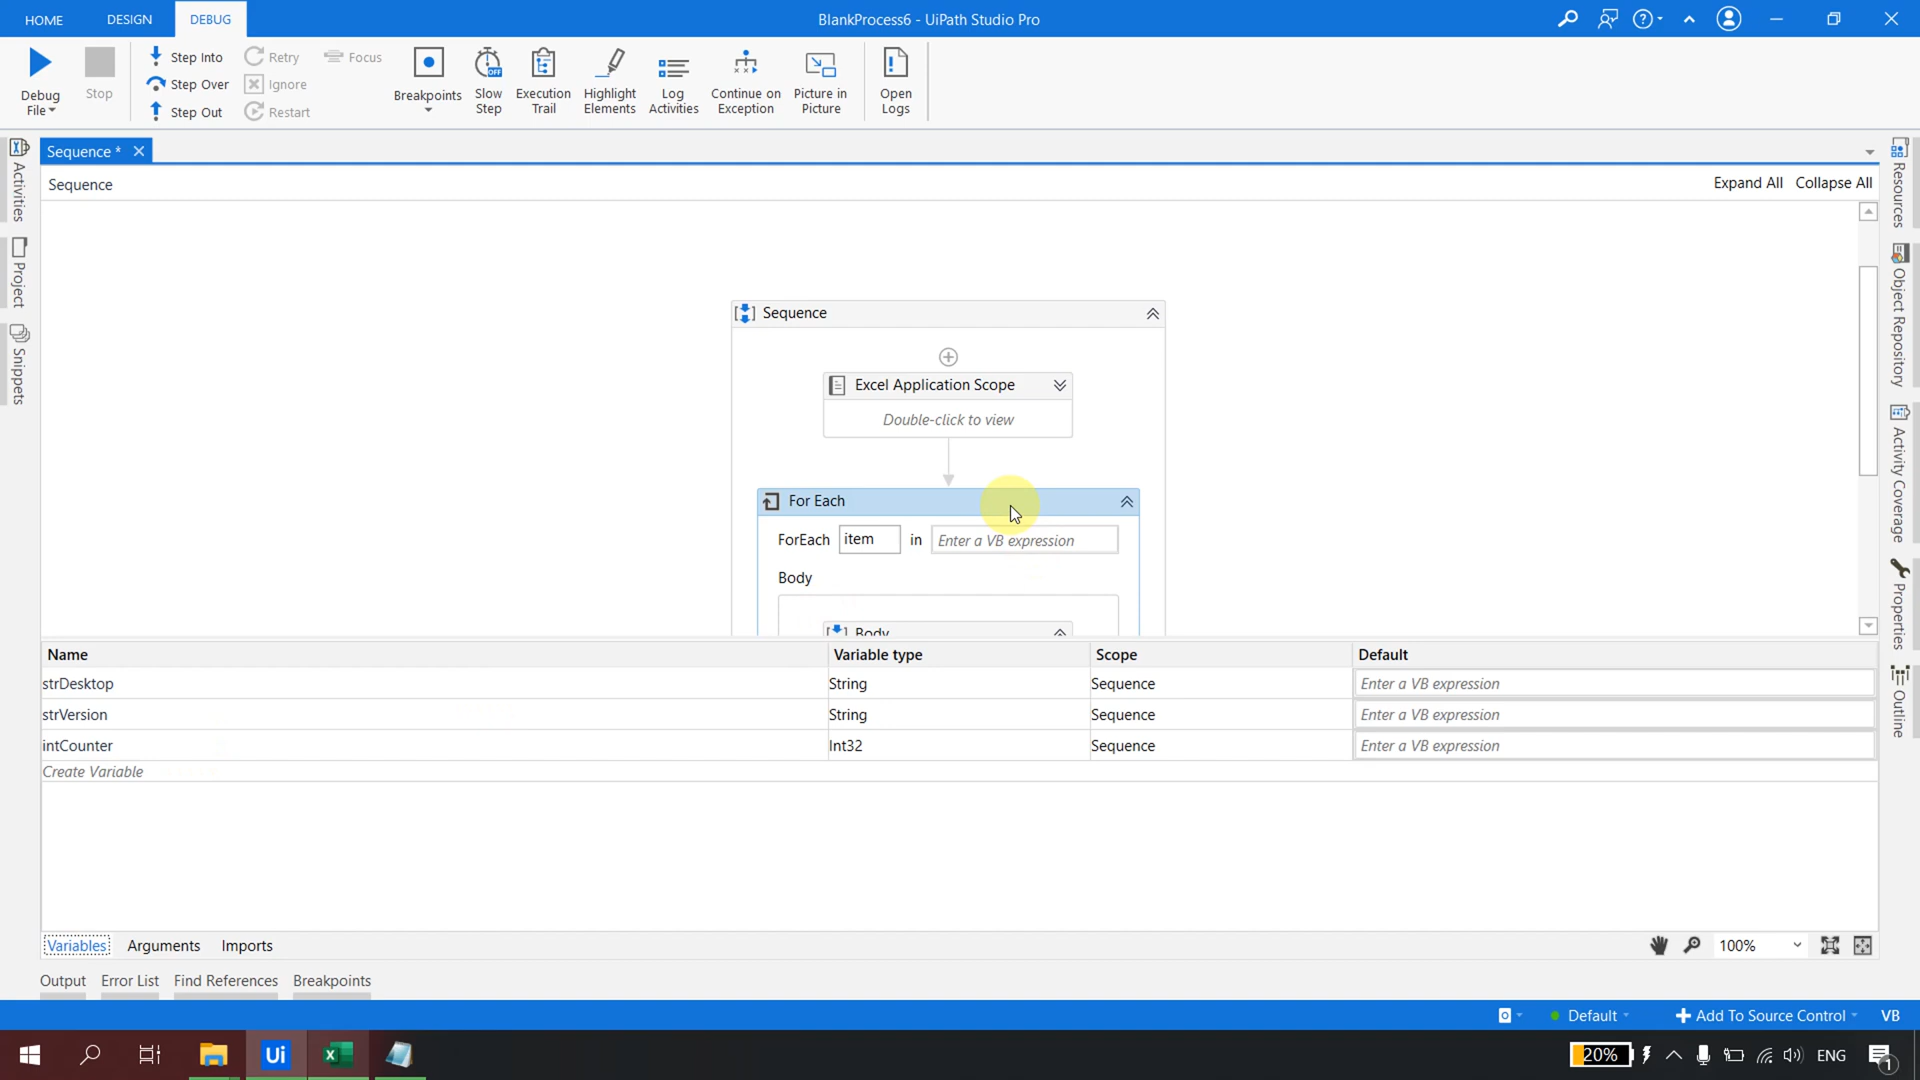 HOME
DESIGN
DEBUG
BlankProcess6 - UiPath Studio Pro
Debug File
Stop
Step Into
Step Over
Step Out
Retry
Ignore
Restart
Focus
Breakpoints
OFF
Slow Step
Execution Trail
Highlight Elements
Log Activities
Continue on Exception
Picture in Picture
Open Logs
Activities
Project
Snippets
Sequence *
Sequence
Expand All
Collapse All
Sequence
Excel Application Scope
Double-click to view
For Each
ForEach item in Enter a VB expression
Body
Body
Resources
Object Repository
Activity Coverage
Properties
Outline
Name Variable type Scope Default
strDesktop String Sequence Enter a VB expression
strVersion String Sequence Enter a VB expression
intCounter Int32 Sequence Enter a VB expression
Create Variable
Variables Arguments Imports
100%
Output Error List Find References Breakpoints
Default
Add To Source Control
VB
Ui
20%
ENG
1